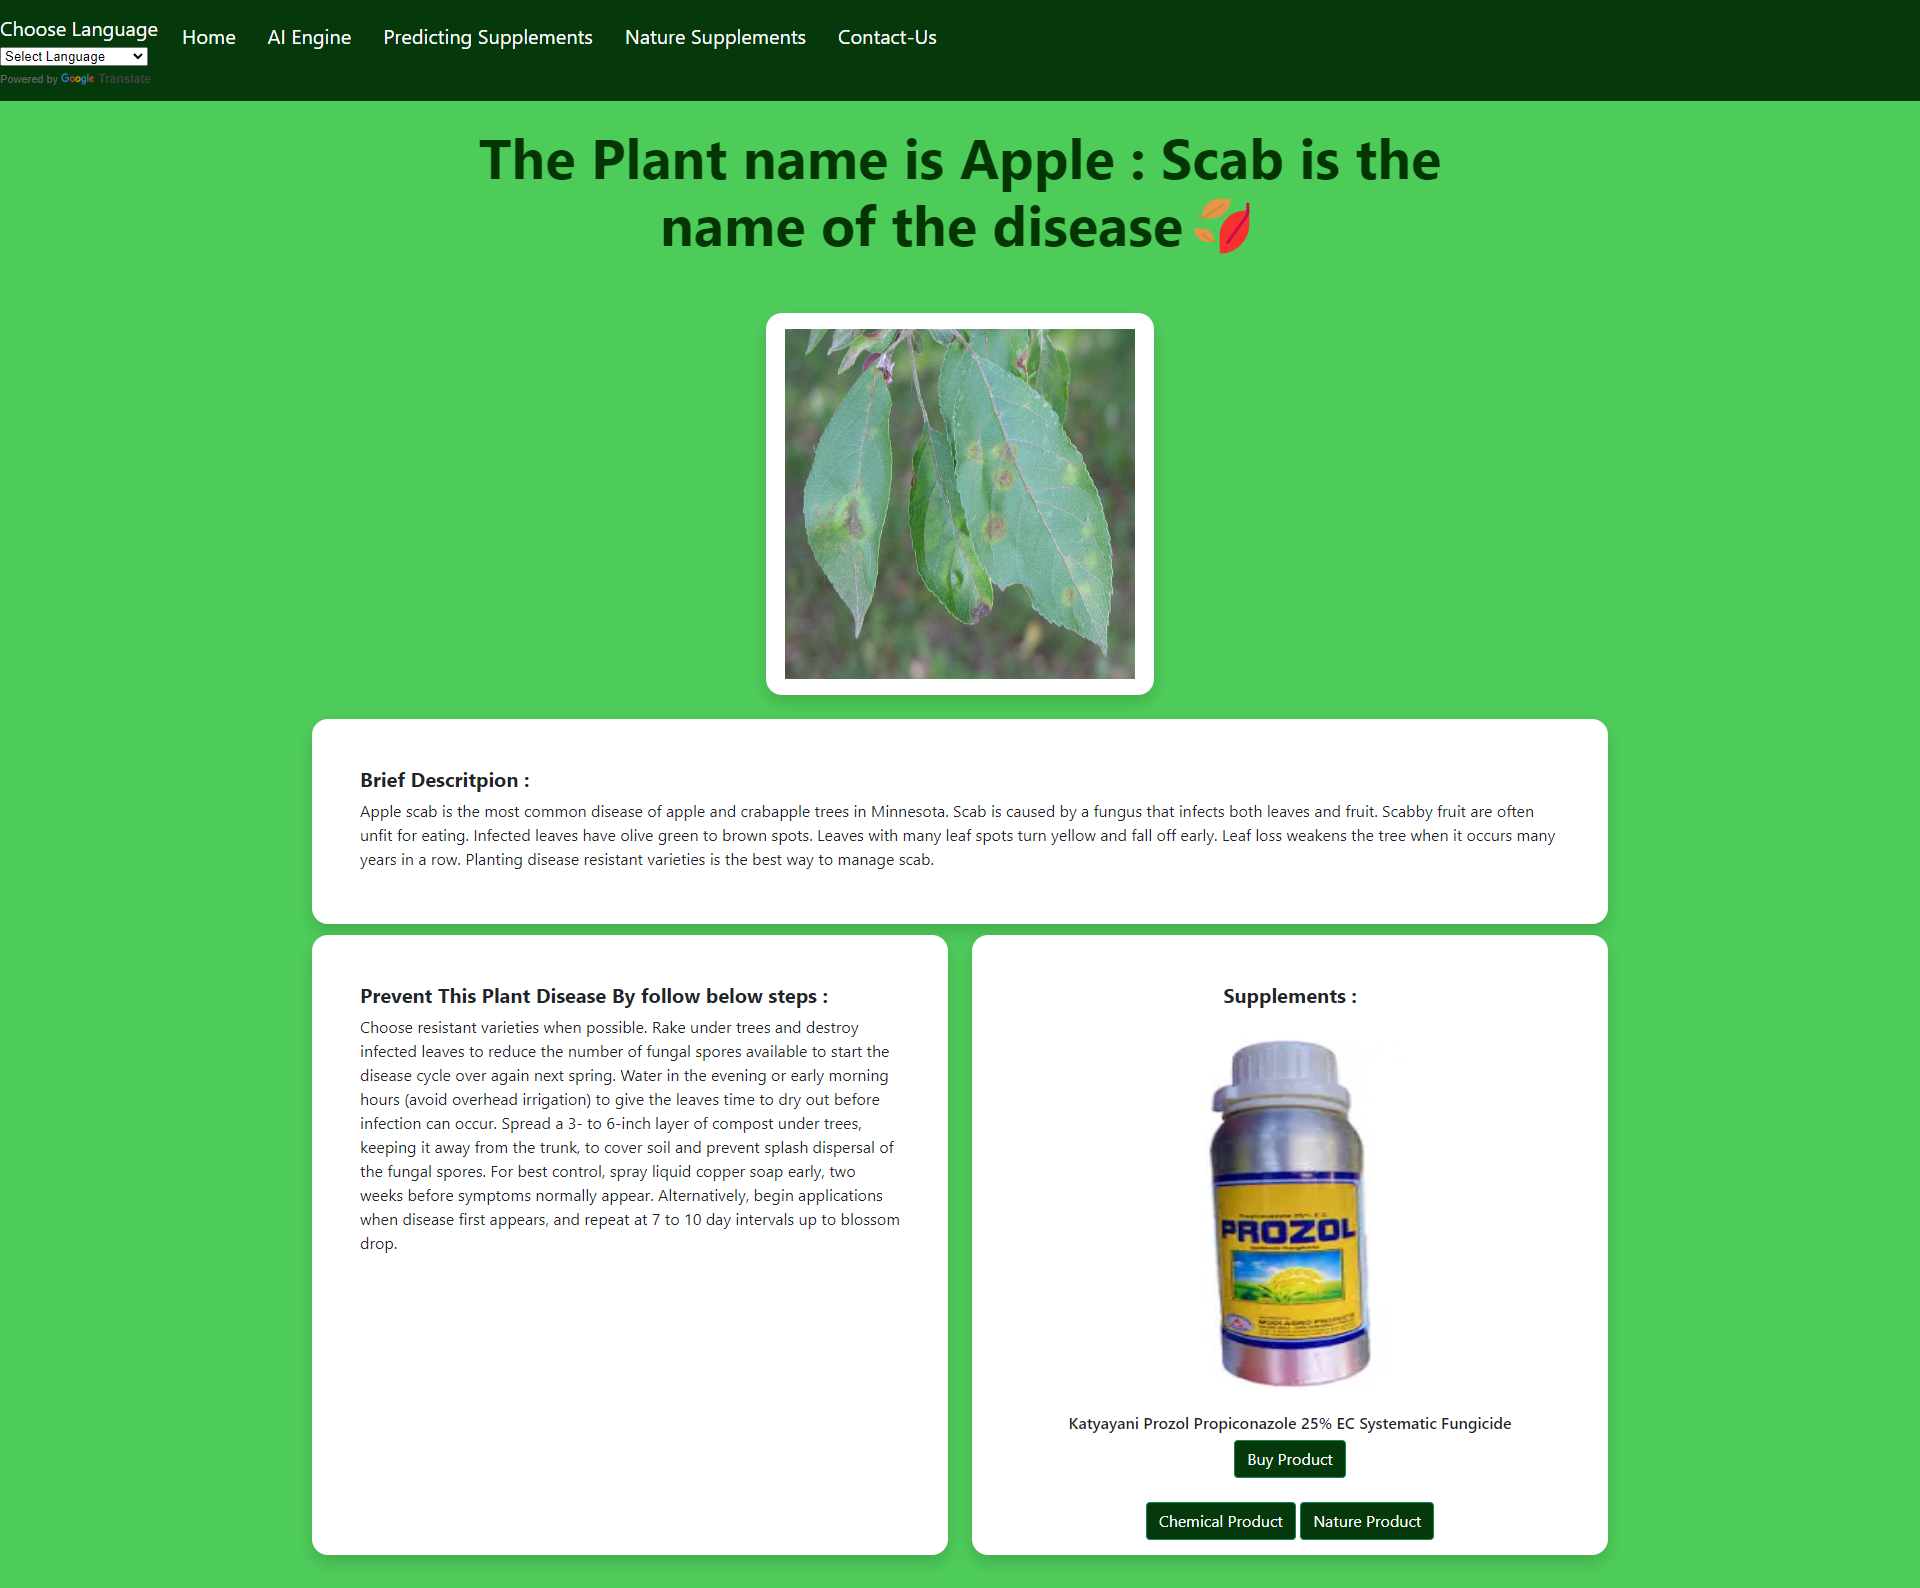 Choose Language
Select Language
Powered by Google Translate
Home AI Engine Predicting Supplements Nature Supplements Contact-Us
The Plant name is Apple : Scab is the
name of the disease
Brief Descritpion :
Apple scab is the most common disease of apple and crabapple trees in Minnesota. Scab is caused by a fungus that infects both leaves and fruit. Scabby fruit are often
unfit for eating. Infected leaves have olive green to brown spots. Leaves with many leaf spots turn yellow and fall off early. Leaf loss weakens the tree when it occurs many
years in a row. Planting disease resistant varieties is the best way to manage scab.
Prevent This Plant Disease By follow below steps :
Choose resistant varieties when possible. Rake under trees and destroy
infected leaves to reduce the number of fungal spores available to start the
disease cycle over again next spring. Water in the evening or early morning
hours (avoid overhead irrigation) to give the leaves time to dry out before
infection can occur. Spread a 3- to 6-inch layer of compost under trees,
keeping it away from the trunk, to cover soil and prevent splash dispersal of
the fungal spores. For best control, spray liquid copper soap early, two
weeks before symptoms normally appear. Alternatively, begin applications
when disease first appears, and repeat at 7 to 10 day intervals up to blossom
drop.
Supplements :
PROZOL
Katyayani Prozol Propiconazole 25% EC Systematic Fungicide
Buy Product
Chemical Product Nature Product